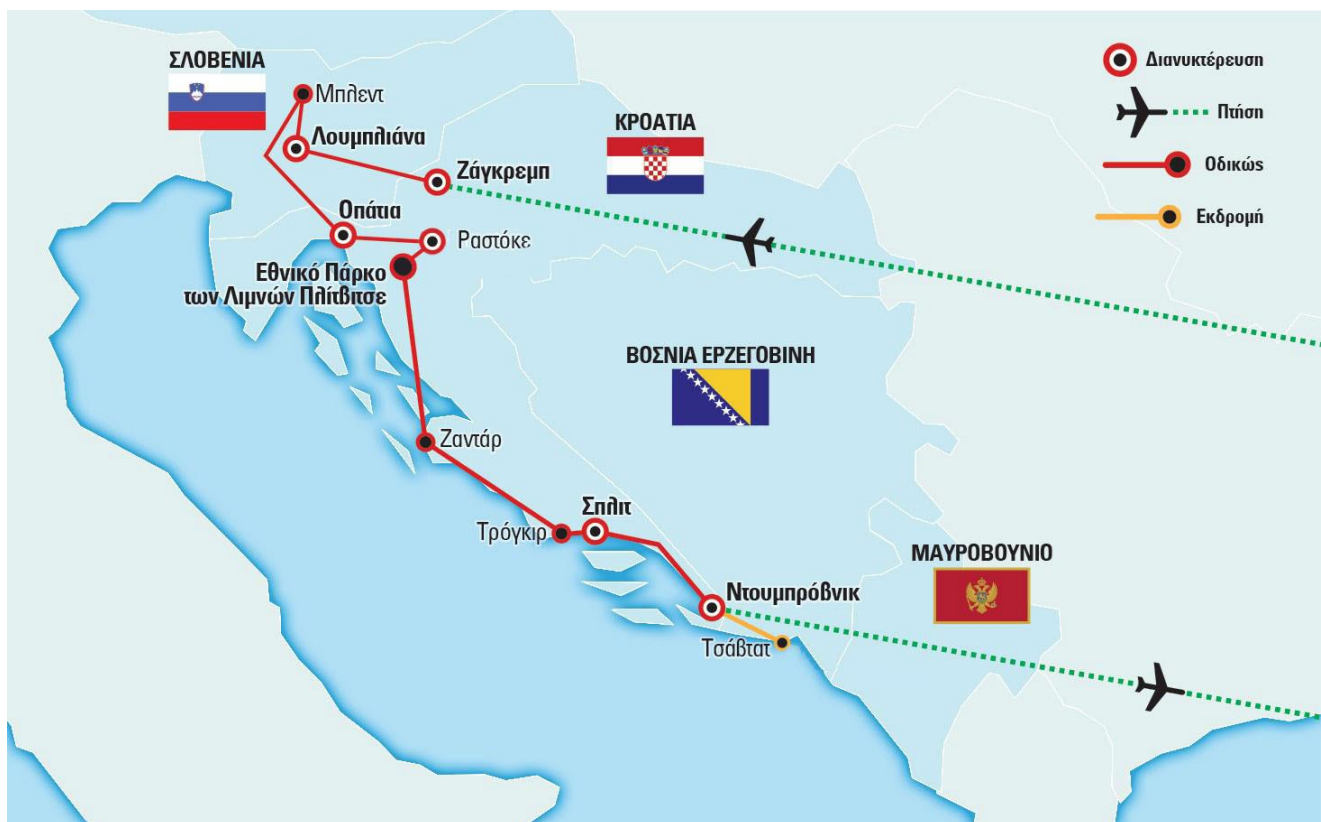 ΣΛΟΒΕΝΙΑ
Μπλεντ
Λουμπλιάνα
ΚΡΟΑΤΙΑ
Ζάγκρεμπ
Οπάτια
Ραστόκε
Εθνικό Πάρκο
των Λιμνών Πλίτβιτσε
ΒΟΣΝΙΑ ΕΡΖΕΓΟΒΙΝΗ
Ζαντάρ
Τρόγκιρ
Σπλιτ
ΜΑΥΡΟΒΟΥΝΙΟ
Ντουμπρόβνικ
Τσάβτατ
Διανυκτέρευση
Πτήση
Οδικώς
Εκδρομή